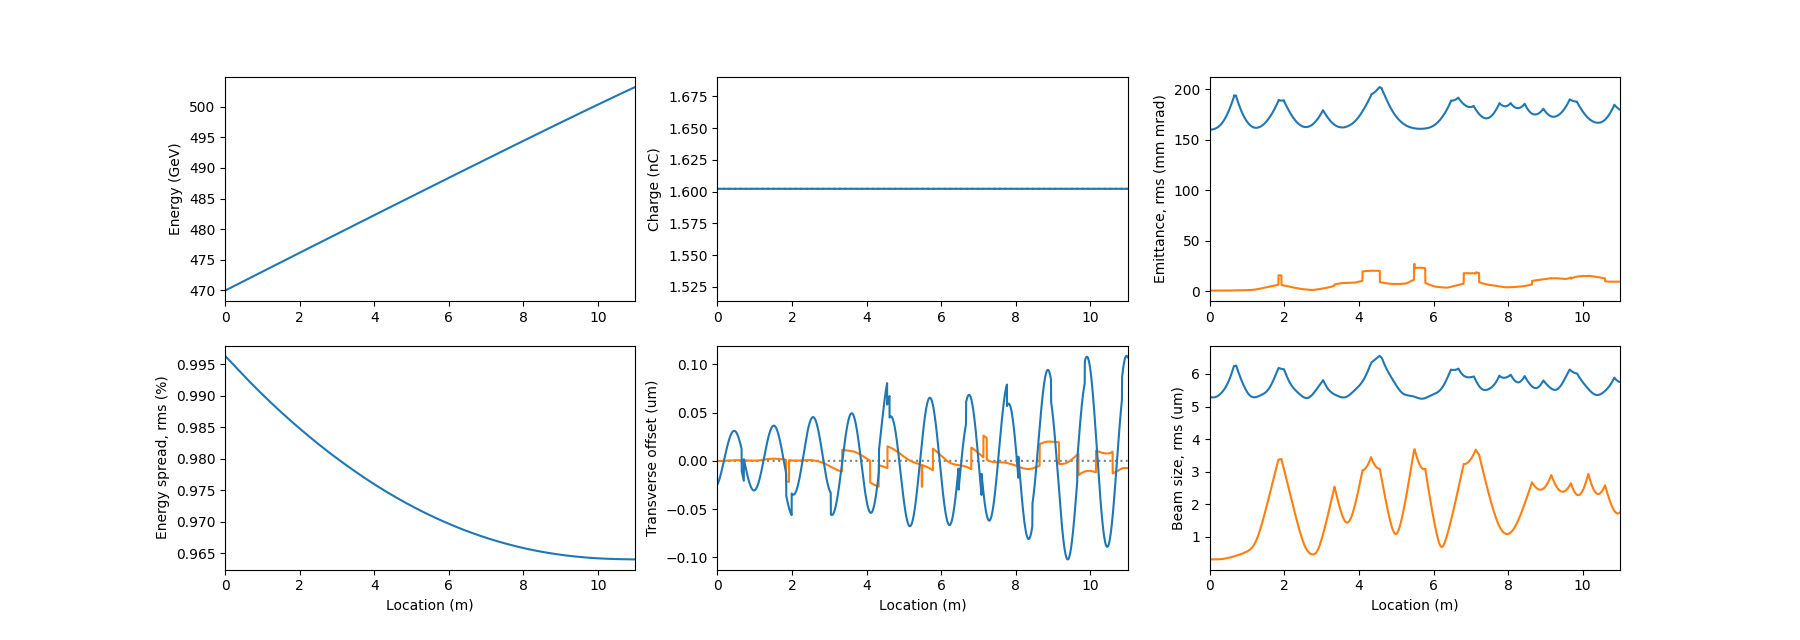 Energy (GeV)
500
495
490
485
480
475
470
0 2 4 6 8 10
Charge (nC)
1.675
1.650
1.625
1.600
1.575
1.550
1.525
0 2 4 6 8 10
Emittance, rms (mm mrad)
200
150
100
50
0
0 2 4 6 8 10
Energy spread, rms (%)
0.995
0.990
0.985
0.980
0.975
0.970
0.965
0 2 4 6 8 10
Location (m)
Transverse offset (um)
0.10
0.05
0.00
−0.05
−0.10
0 2 4 6 8 10
Location (m)
Beam size, rms (um)
6
5
4
3
2
1
0 2 4 6 8 10
Location (m)